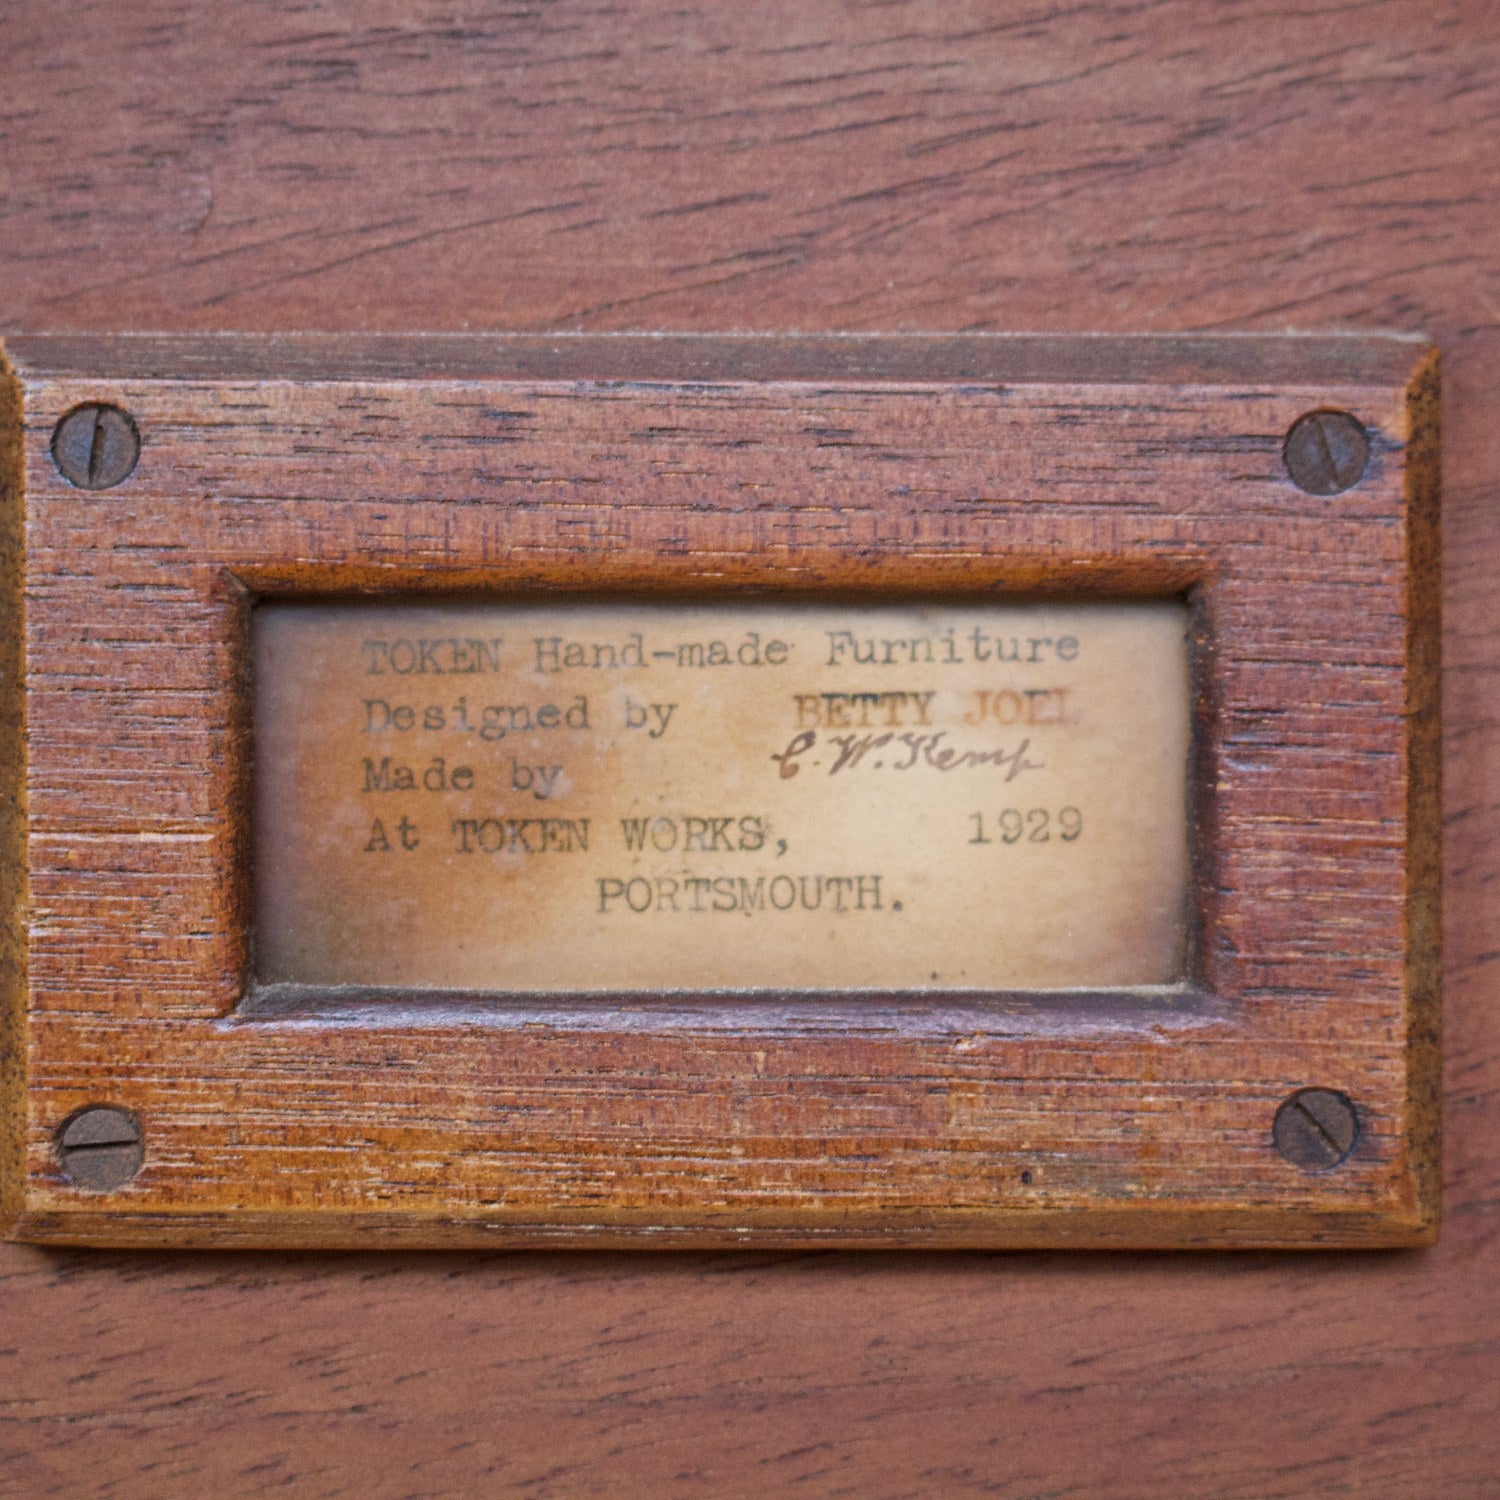 TOKEN Hand-made Furniture
Designed by BETTY JOEL
Made by C. W. Kemp
At TOKEN WORKS, 1929
PORTSMOUTH.